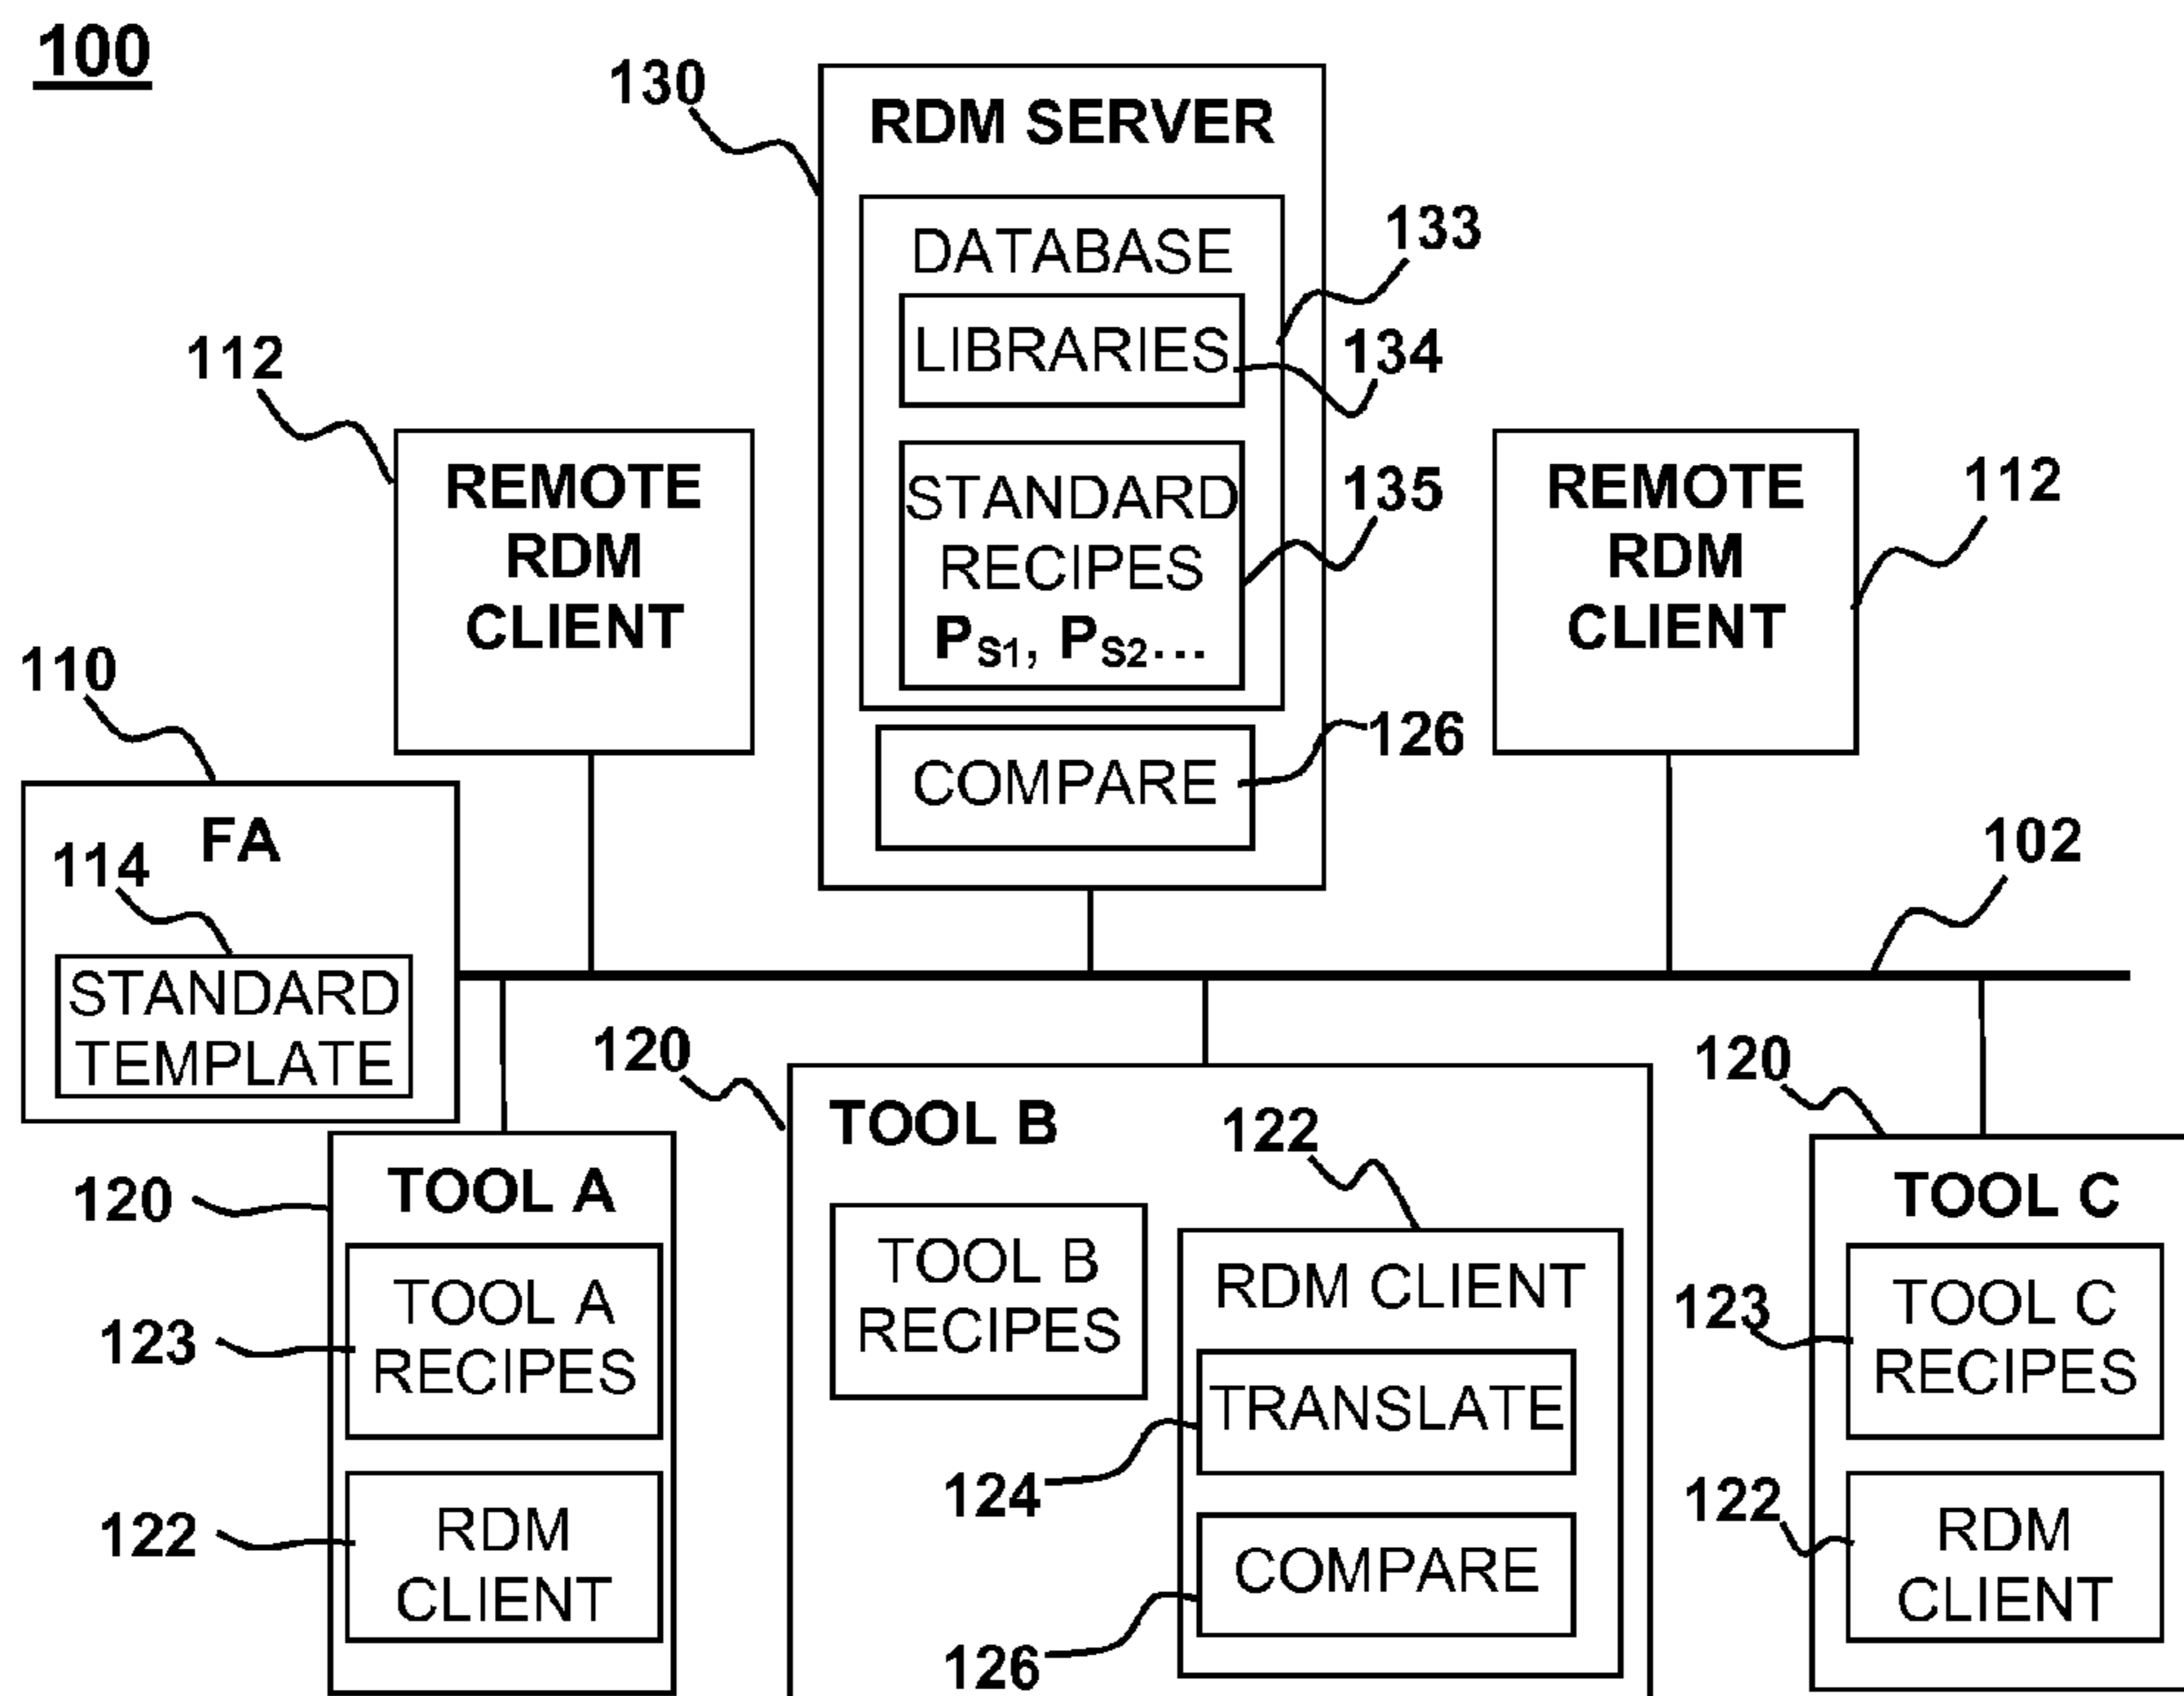 100
130
RDM SERVER
DATABASE
133
LIBRARIES
134
STANDARD
RECIPES
PS1, PS2...
135
COMPARE
126
112
REMOTE
RDM
CLIENT
REMOTE
RDM
CLIENT
112
110
FA
114
STANDARD
TEMPLATE
102
120
TOOL A
TOOL A
RECIPES
123
RDM
CLIENT
122
120
TOOL B
TOOL B
RECIPES
122
RDM CLIENT
TRANSLATE
124
COMPARE
126
120
TOOL C
123
TOOL C
RECIPES
122
RDM
CLIENT